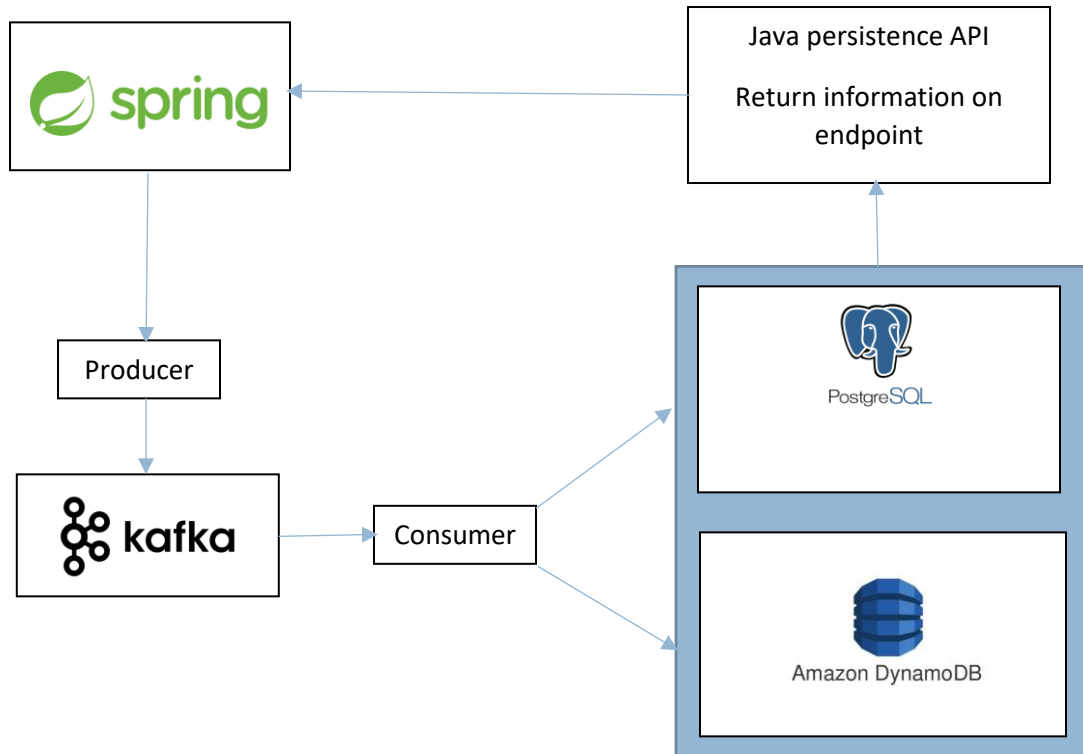 spring
Java persistence API
Return information on
endpoint
Producer
PostgreSQL
kafka
Consumer
Amazon DynamoDB